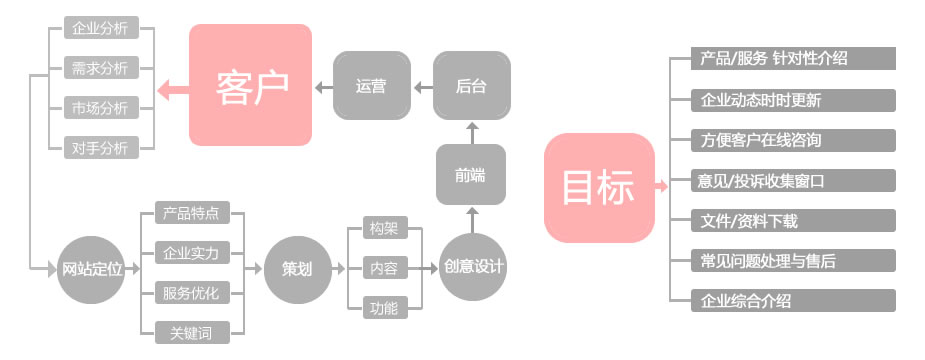 企业分析
需求分析
市场分析
对手分析
客户
运营
后台
前端
网站定位
产品特点
企业实力
服务优化
关键词
策划
构架
内容
功能
创意设计
目标
产品/服务 针对性介绍
企业动态时时更新
方便客户在线咨询
意见/投诉收集窗口
文件/资料下载
常见问题处理与售后
企业综合介绍